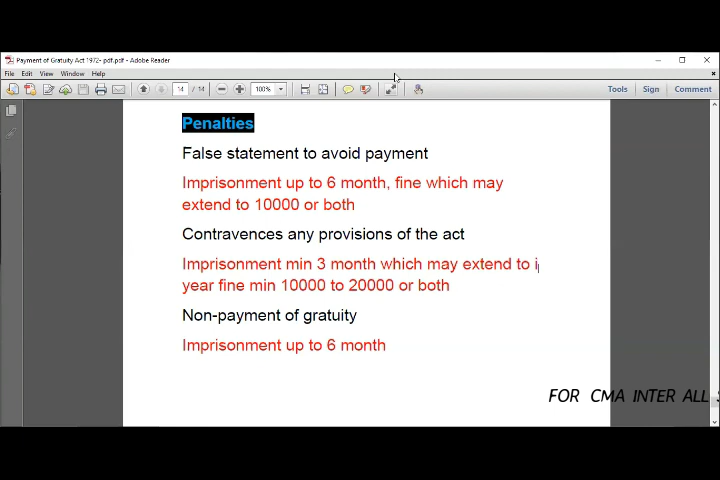 Payment of Gratuity Act 1972- pdf.pdf - Adobe Reader
File Edit View Window Help
14 / 14 100% Tools Sign Comment
Penalties
False statement to avoid payment
Imprisonment up to 6 month, fine which may
extend to 10000 or both
Contravences any provisions of the act
Imprisonment min 3 month which may extend to i
year fine min 10000 to 20000 or both
Non-payment of gratuity
Imprisonment up to 6 month
FOR CMA INTER ALL